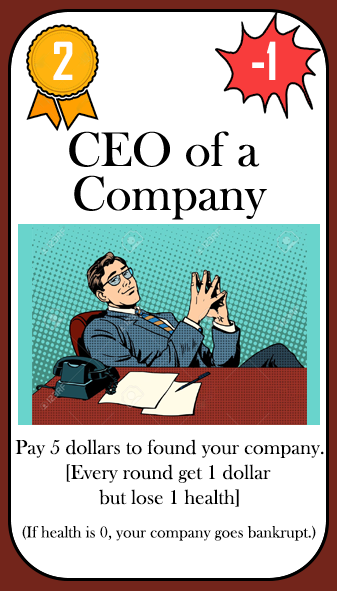 2
-1
CEO of a
Company
Pay 5 dollars to found your company.
[Every round get 1 dollar
but lose 1 health]
(If health is 0, your company goes bankrupt.)